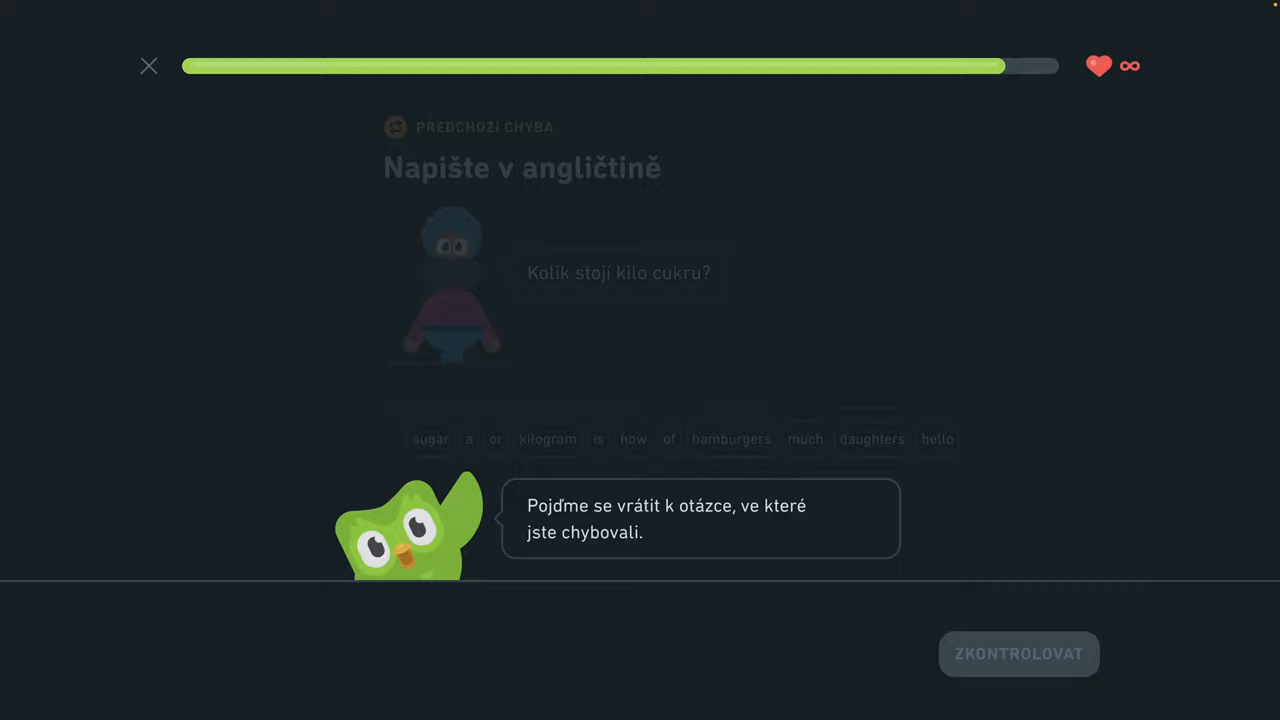 PŘEDCHOZÍ CHYBA
Napište v angličtině
Kolik stojí kilo cukru?
sugar a or kilogram is how of hamburgers much daughters hello
Pojďme se vrátit k otázce, ve které
jste chybovali.
ZKONTROLOVAT